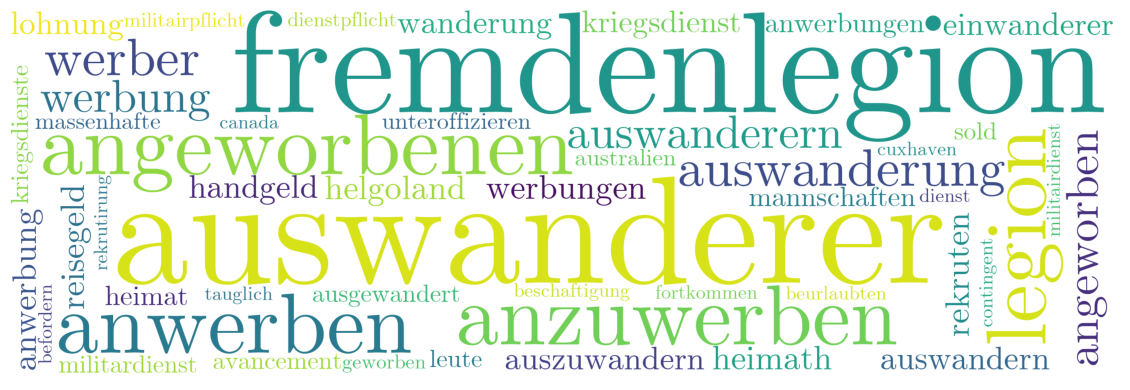 lohnung militairpflicht dienstpflicht wanderung kriegsdienst anwerbungen einwanderer
werber fremdenlegion
werbung
massenhafte canada unteroffizieren
kriegsdienste angeworbenen auswanderern sold
australien auswanderung cuxhaven
handgeld helgoland werbungen mannschaften dienst
legion militairdienst angeworben
rekrutirung reisegeld auswanderer
anwerbung rekruten contingent
befordern heimat tauglich ausgewandert beschaftigung fortkommen beurlaubten
anwerben anzuwerben
militardienst avancement geworben leute auszuwandern heimath auswandern